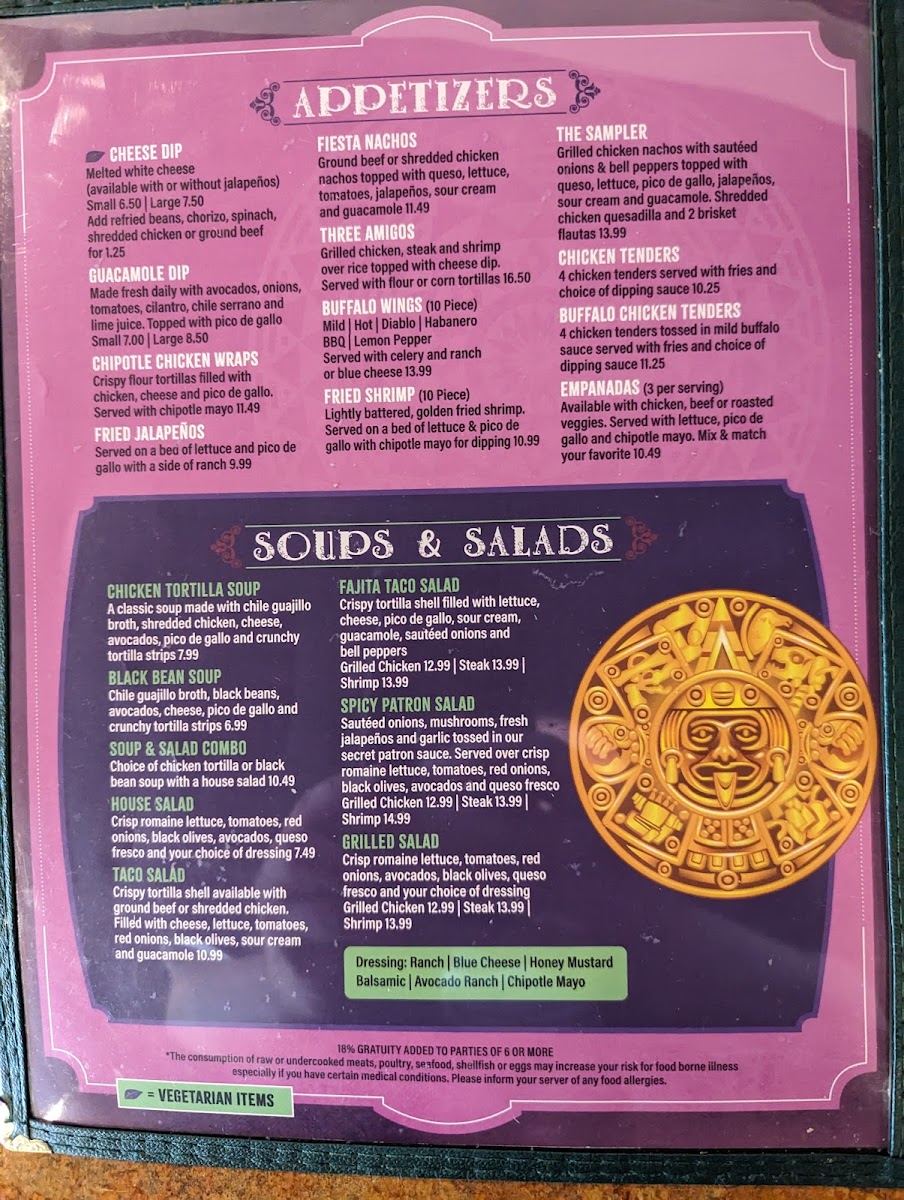 APPETIZERS
CHEESE DIP
Melted white cheese
(available with or without jalapeños)
Small 6.50 | Large 7.50
Add refried beans, chorizo, spinach,
shredded chicken or ground beef
for 1.25
GUACAMOLE DIP
Made fresh daily with avocados, onions,
tomatoes, cilantro, chile serrano and
lime juice. Topped with pico de gallo
Small 7.00 | Large 8.50
CHIPOTLE CHICKEN WRAPS
Crispy flour tortillas filled with
chicken, cheese and pico de gallo.
Served with chipotle mayo 11.49
FRIED JALAPEÑOS
Served on a bed of lettuce and pico de
gallo with a side of ranch 9.99
FIESTA NACHOS
Ground beef or shredded chicken
nachos topped with queso, lettuce,
tomatoes, jalapeños, sour cream
and guacamole 11.49
THREE AMIGOS
Grilled chicken, steak and shrimp
over rice topped with cheese dip.
Served with flour or corn tortillas 16.50
BUFFALO WINGS (10 Piece)
Mild | Hot | Diablo | Habanero
BBQ | Lemon Pepper
Served with celery and ranch
or blue cheese 13.99
FRIED SHRIMP (10 Piece)
Lightly battered, golden fried shrimp.
Served on a bed of lettuce & pico de
gallo with chipotle mayo for dipping 10.99
THE SAMPLER
Grilled chicken nachos with sautéed
onions & bell peppers topped with
queso, lettuce, pico de gallo, jalapeños,
sour cream and guacamole. Shredded
chicken quesadilla and 2 brisket
flautas 13.99
CHICKEN TENDERS
4 chicken tenders served with fries and
choice of dipping sauce 10.25
BUFFALO CHICKEN TENDERS
4 chicken tenders tossed in mild buffalo
sauce served with fries and choice of
dipping sauce 11.25
EMPANADAS (3 per serving)
Available with chicken, beef or roasted
veggies. Served with lettuce, pico de
gallo and chipotle mayo. Mix & match
your favorite 10.49
SOUPS & SALADS
CHICKEN TORTILLA SOUP
A classic soup made with chile guajillo
broth, shredded chicken, cheese,
avocados, pico de gallo and crunchy
tortilla strips 7.99
BLACK BEAN SOUP
Chile guajillo broth, black beans,
avocados, cheese, pico de gallo and
crunchy tortilla strips 6.99
SOUP & SALAD COMBO
Choice of chicken tortilla or black
bean soup with a house salad 10.49
HOUSE SALAD
Crisp romaine lettuce, tomatoes, red
onions, black olives, avocados, queso
fresco and your choice of dressing 7.49
TACO SALAD
Crispy tortilla shell available with
ground beef or shredded chicken.
Filled with cheese, lettuce, tomatoes,
red onions, black olives, sour cream
and guacamole 10.99
FAJITA TACO SALAD
Crispy tortilla shell filled with lettuce,
cheese, pico de gallo, sour cream,
guacamole, sautéed onions and
bell peppers
Grilled Chicken 12.99 | Steak 13.99 |
Shrimp 13.99
SPICY PATRON SALAD
Sautéed onions, mushrooms, fresh
jalapeños and garlic tossed in our
secret patron sauce. Served over crisp
romaine lettuce, tomatoes, red onions,
black olives, avocados and queso fresco
Grilled Chicken 12.99 | Steak 13.99 |
Shrimp 14.99
GRILLED SALAD
Crisp romaine lettuce, tomatoes, red
onions, avocados, black olives, queso
fresco and your choice of dressing
Grilled Chicken 12.99 | Steak 13.99 |
Shrimp 13.99
Dressing: Ranch | Blue Cheese | Honey Mustard
Balsamic | Avocado Ranch | Chipotle Mayo
18% GRATUITY ADDED TO PARTIES OF 6 OR MORE
*The consumption of raw or undercooked meats, poultry, seafood, shellfish or eggs may increase your risk for food borne illness
especially if you have certain medical conditions. Please inform your server of any food allergies.
= VEGETARIAN ITEMS